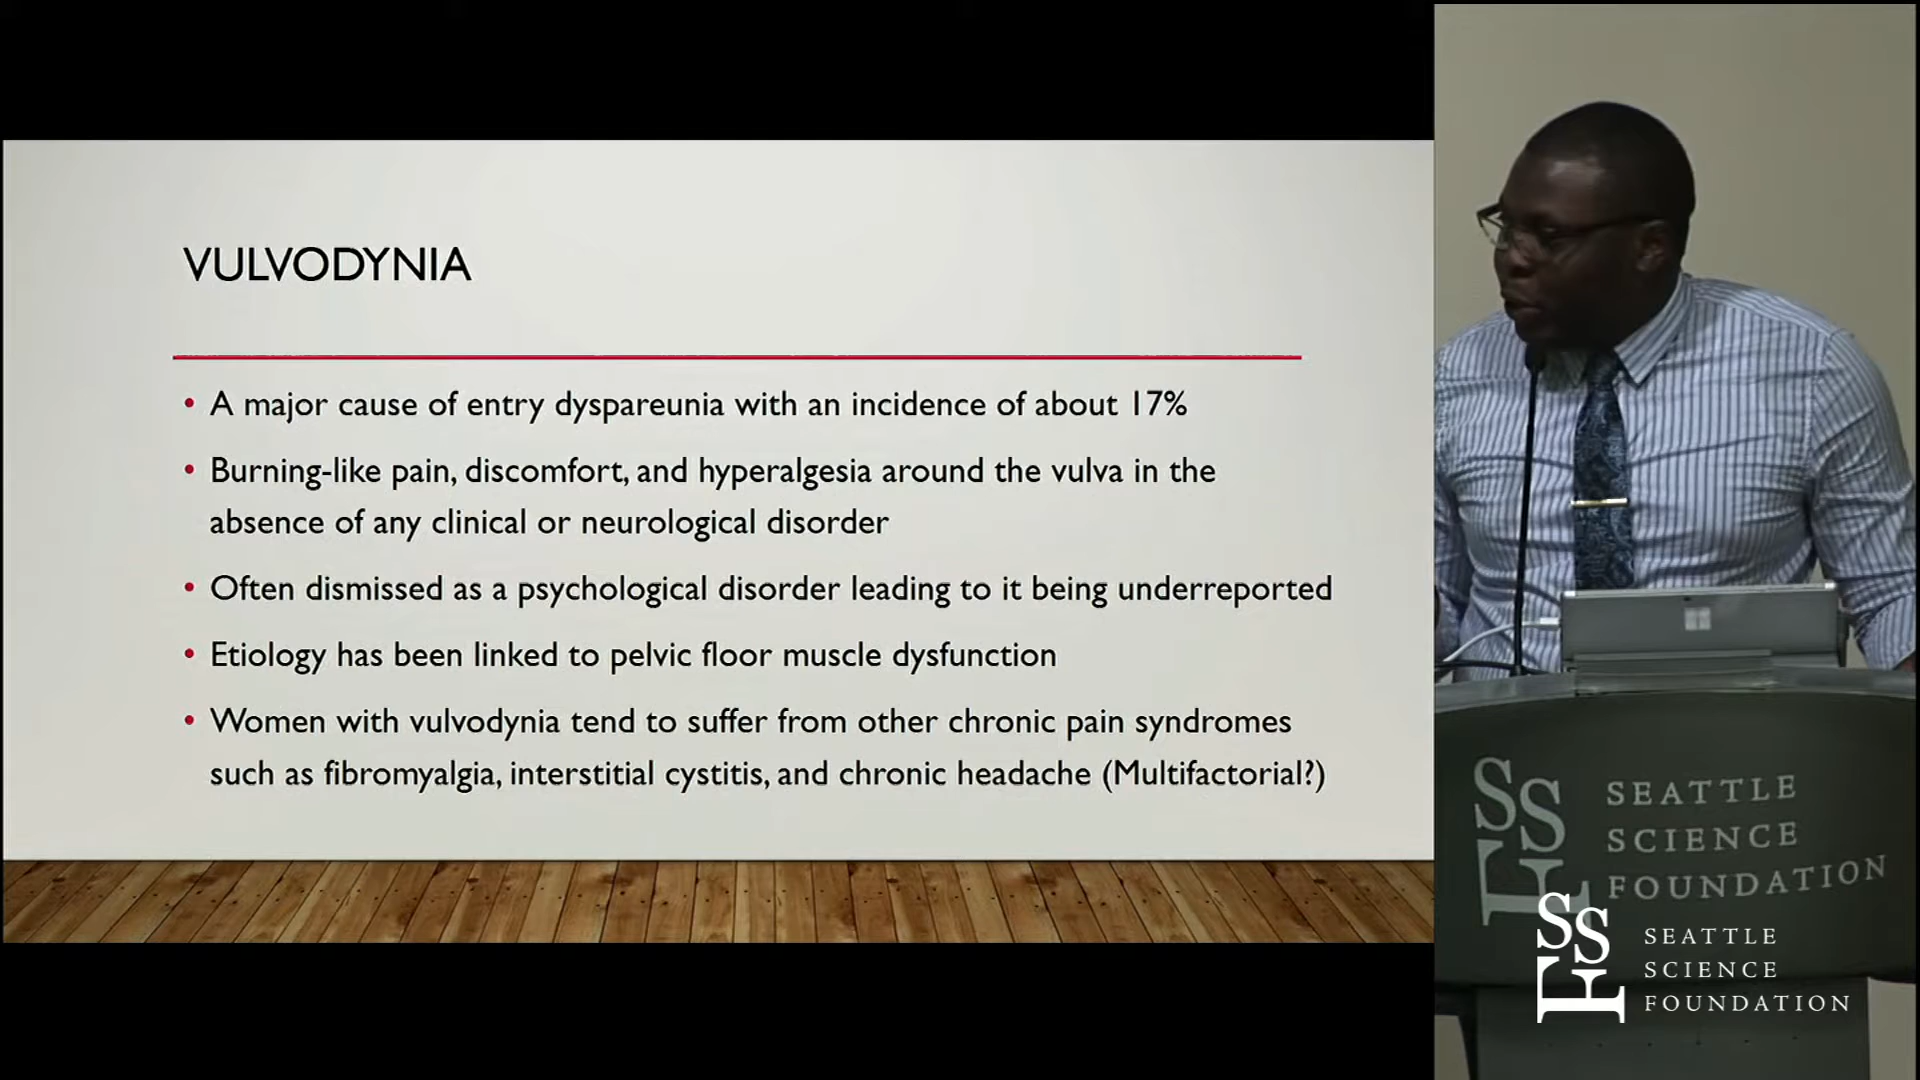 VULVODYNIA
• A major cause of entry dyspareunia with an incidence of about 17%
• Burning-like pain, discomfort, and hyperalgesia around the vulva in the
absence of any clinical or neurological disorder
• Often dismissed as a psychological disorder leading to it being underreported
• Etiology has been linked to pelvic floor muscle dysfunction
• Women with vulvodynia tend to suffer from other chronic pain syndromes
such as fibromyalgia, interstitial cystitis, and chronic headache (Multifactorial?)
SSF
SEATTLE
SCIENCE
FOUNDATION
SSF
SEATTLE
SCIENCE
FOUNDATION